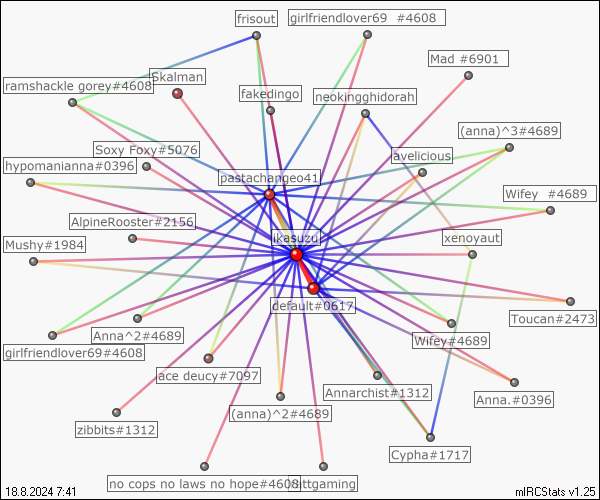 frisout
girlfriendlover69 #4608
Mad #6901
Skalman
ramshackle gorey#4608
fakedingo
neokingghidorah
(anna)^3#4689
Soxy Foxy#5076
avelicious
hypomanianna#0396
pastachangeo41
Wifey #4689
AlpineRooster#2156
ikasuzu
xenoyaut
Mushy#1984
default#0617
Toucan#2473
Anna^2#4689
Wifey#4689
girlfriendlover69#4608
ace deucy#7097
Annarchist#1312
Anna.#0396
(anna)^2#4689
zibbits#1312
Cypha#1717
no cops no laws no hope#4608
18.8.2024 7:41
mIRCStats v1.25